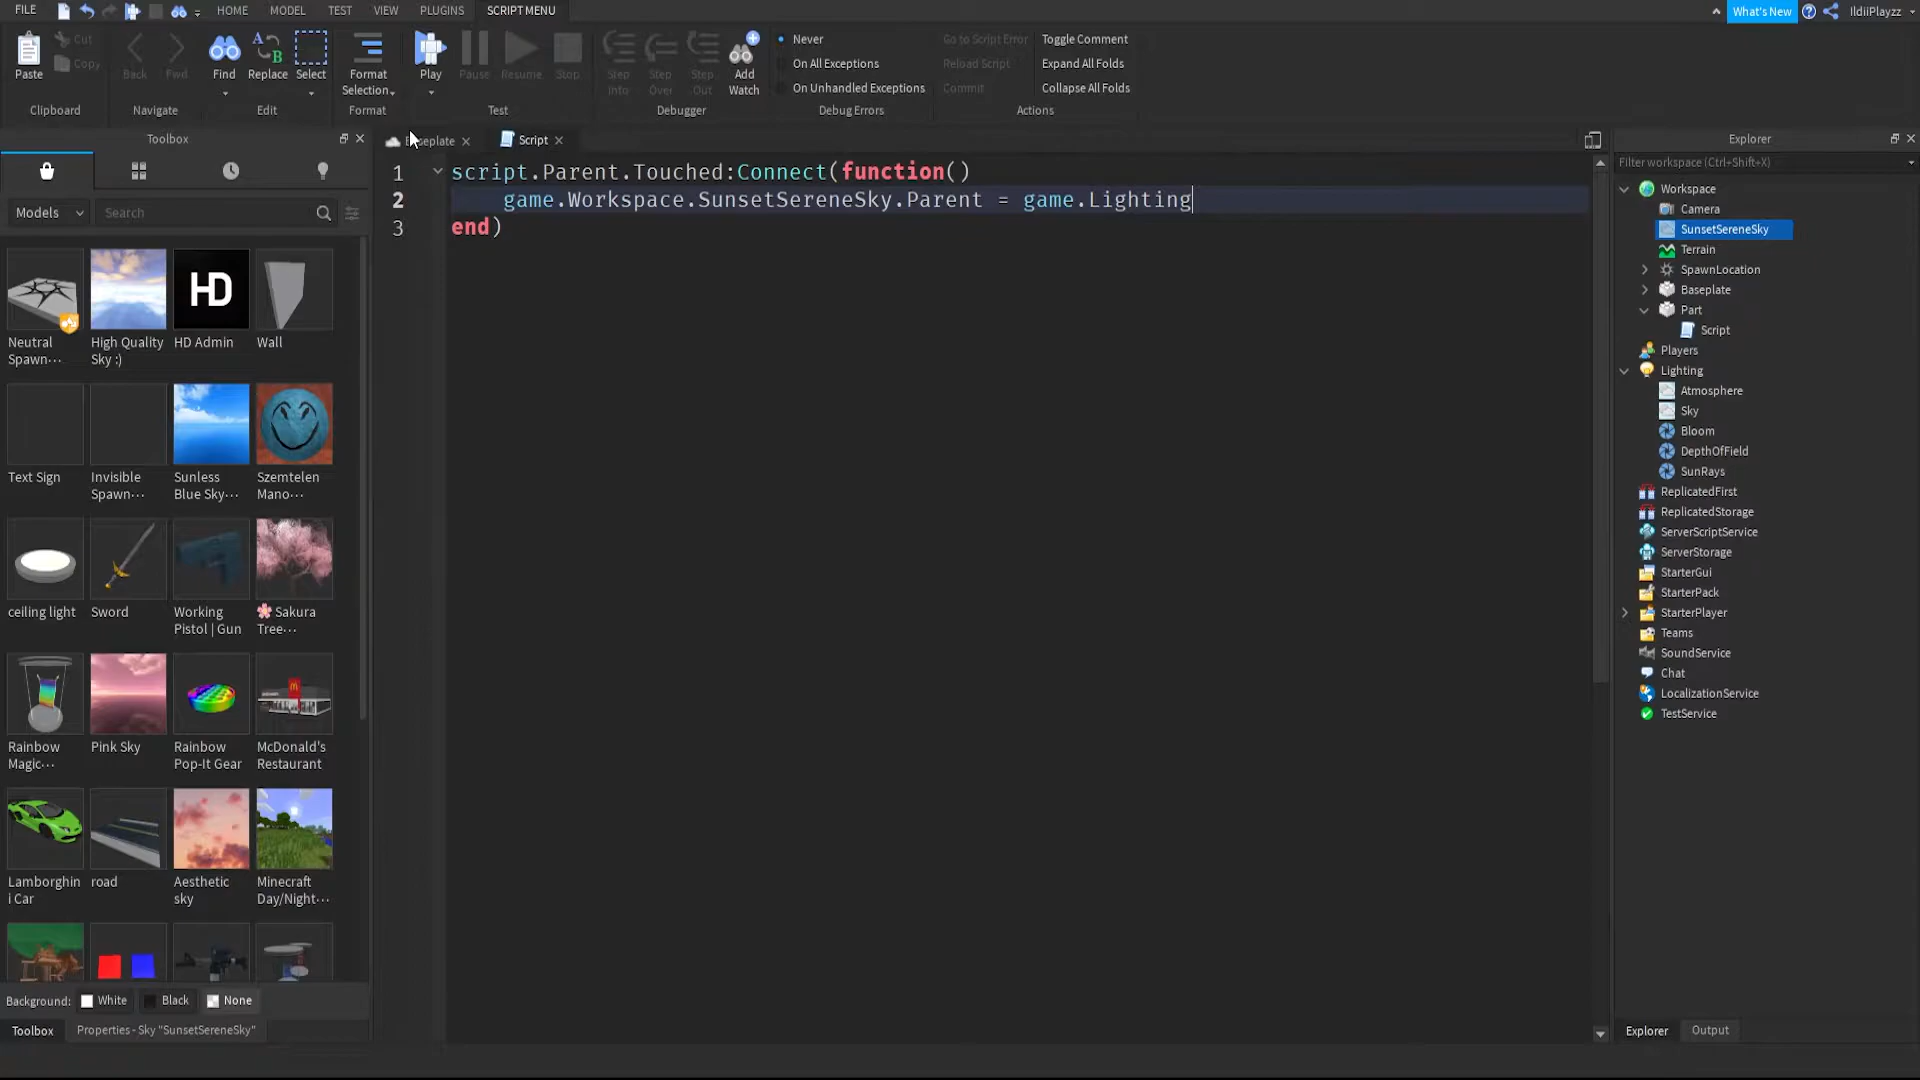 FILE HOME MODEL TEST VIEW PLUGINS SCRIPT MENU What's New IldiiPlayzz
Paste Cut Copy
Clipboard
Back Fwd
Navigate
Find Replace Select
Edit
Format Selection
Format
Play Pause Resume Stop
Test
Step Into Step Over Step Out Add Watch
Debugger
Never
On All Exceptions
On Unhandled Exceptions
Debug Errors
Go to Script Error Toggle Comment
Reload Script Expand All Folds
Commit Collapse All Folds
Actions
Toolbox
Models Search
Neutral Spawn···
High Quality Sky :)
HD
HD Admin
Wall
Text Sign
Invisible Spawn···
Sunless Blue Sky···
Szemtelen Mano···
ceiling light
Sword
Working Pistol | Gun
🌸 Sakura Tree···
Rainbow Magic···
Pink Sky
Rainbow Pop-It Gear
McDonald's Restaurant
Lamborghini Car
road
Aesthetic sky
Minecraft Day/Night···
Background: White Black None
Toolbox Properties - Sky "SunsetSereneSky"
Script
1 script.Parent.Touched:Connect(function()
2 game.Workspace.SunsetSereneSky.Parent = game.Lighting
3 end)
Explorer
Filter workspace (Ctrl+Shift+X)
Workspace
Camera
SunsetSereneSky
Terrain
SpawnLocation
Baseplate
Part
Script
Players
Lighting
Atmosphere
Sky
Bloom
DepthOfField
SunRays
ReplicatedFirst
ReplicatedStorage
ServerScriptService
ServerStorage
StarterGui
StarterPack
StarterPlayer
Teams
SoundService
Chat
LocalizationService
TestService
Explorer Output